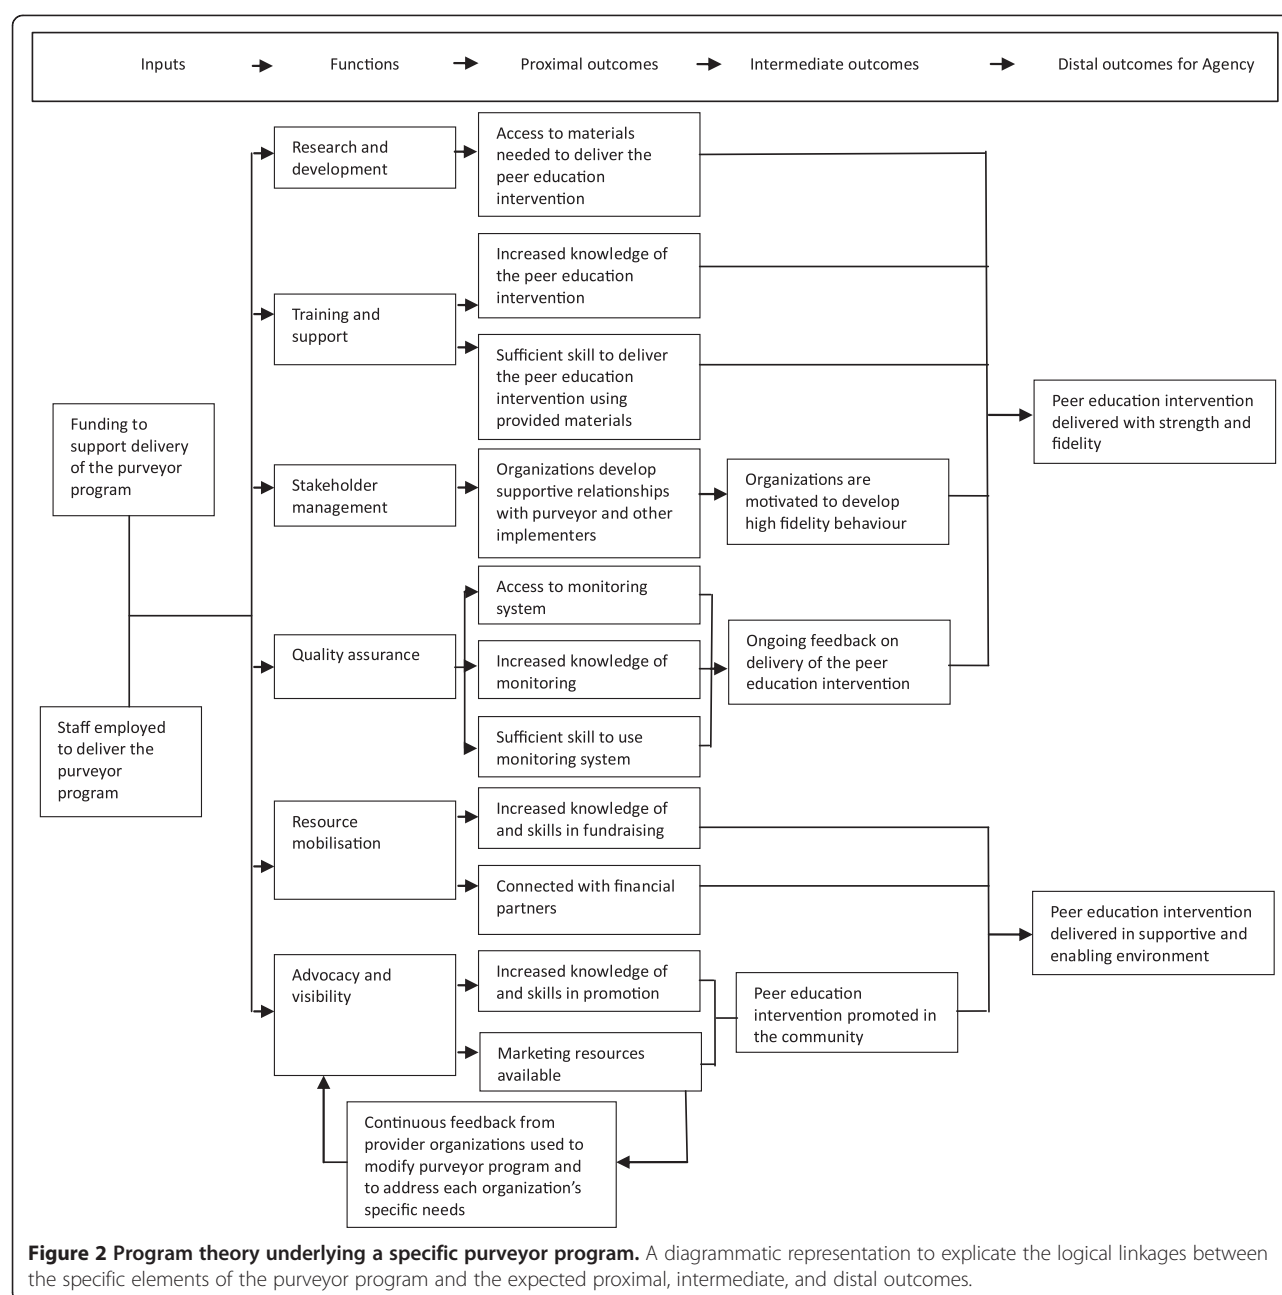 Inputs
Functions
Proximal outcomes
Intermediate outcomes
Distal outcomes for Agency
Research and
development
Access to materials
needed to deliver the
peer education
intervention
Increased knowledge of
the peer education
intervention
Training and
support
Sufficient skill to deliver
the peer education
intervention using
provided materials
Peer education intervention
delivered with strength and
fidelity
Funding to
support delivery
of the purveyor
program
Stakeholder
management
Organizations develop
supportive relationships
with purveyor and other
implementers
Organizations are
motivated to develop
high fidelity behaviour
Access to monitoring
system
Quality assurance
Increased knowledge of
monitoring
Ongoing feedback on
delivery of the peer
education intervention
Sufficient skill to use
monitoring system
Staff employed
to deliver the
purveyor
program
Resource
mobilisation
Increased knowledge of
and skills in fundraising
Connected with financial
partners
Peer education intervention
delivered in supportive and
enabling environment
Advocacy and
visibility
Increased knowledge of
and skills in promotion
Peer education
intervention promoted in
the community
Marketing resources
available
Continuous feedback from
provider organizations used to
modify purveyor program and
to address each organization's
specific needs
Figure 2 Program theory underlying a specific purveyor program. A diagrammatic representation to explicate the logical linkages between
the specific elements of the purveyor program and the expected proximal, intermediate, and distal outcomes.